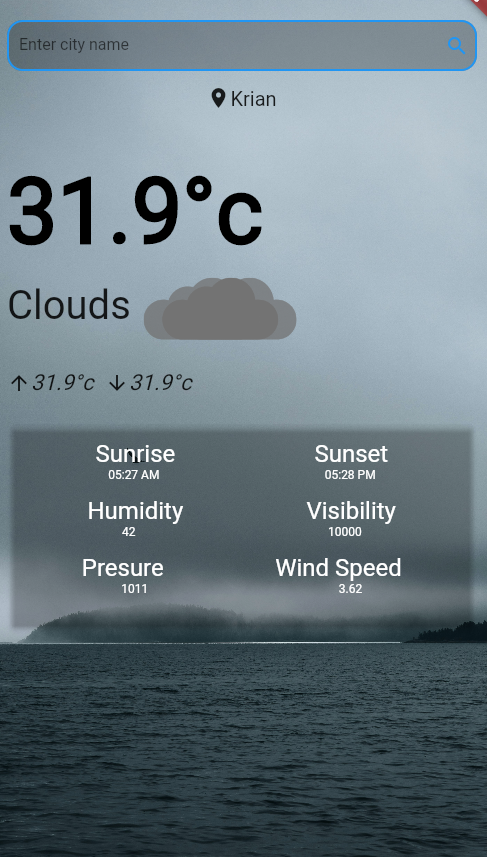 Enter city name
Krian
31.9°c
Clouds
31.9°c 31.9°c
Sunrise Sunset
05:27 AM 05:28 PM
Humidity Visibility
42 10000
Presure Wind Speed
1011 3.62